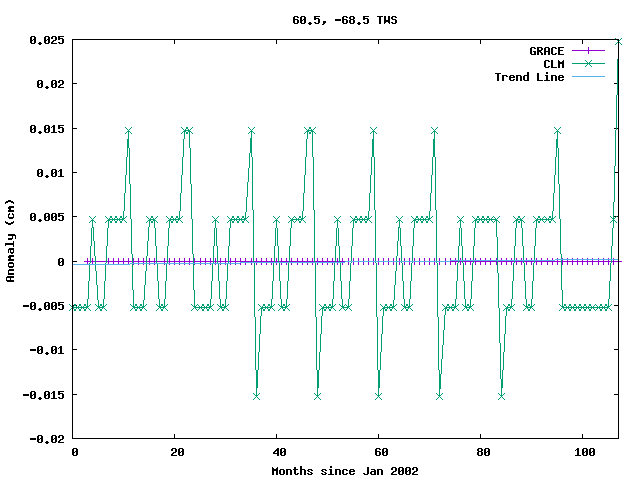 60.5, -68.5 TWS
GRACE
CLM
Trend Line
0.025
0.02
0.015
0.01
0.005
0
-0.005
-0.01
-0.015
-0.02
Anomaly (cm)
0 20 40 60 80 100
Months since Jan 2002